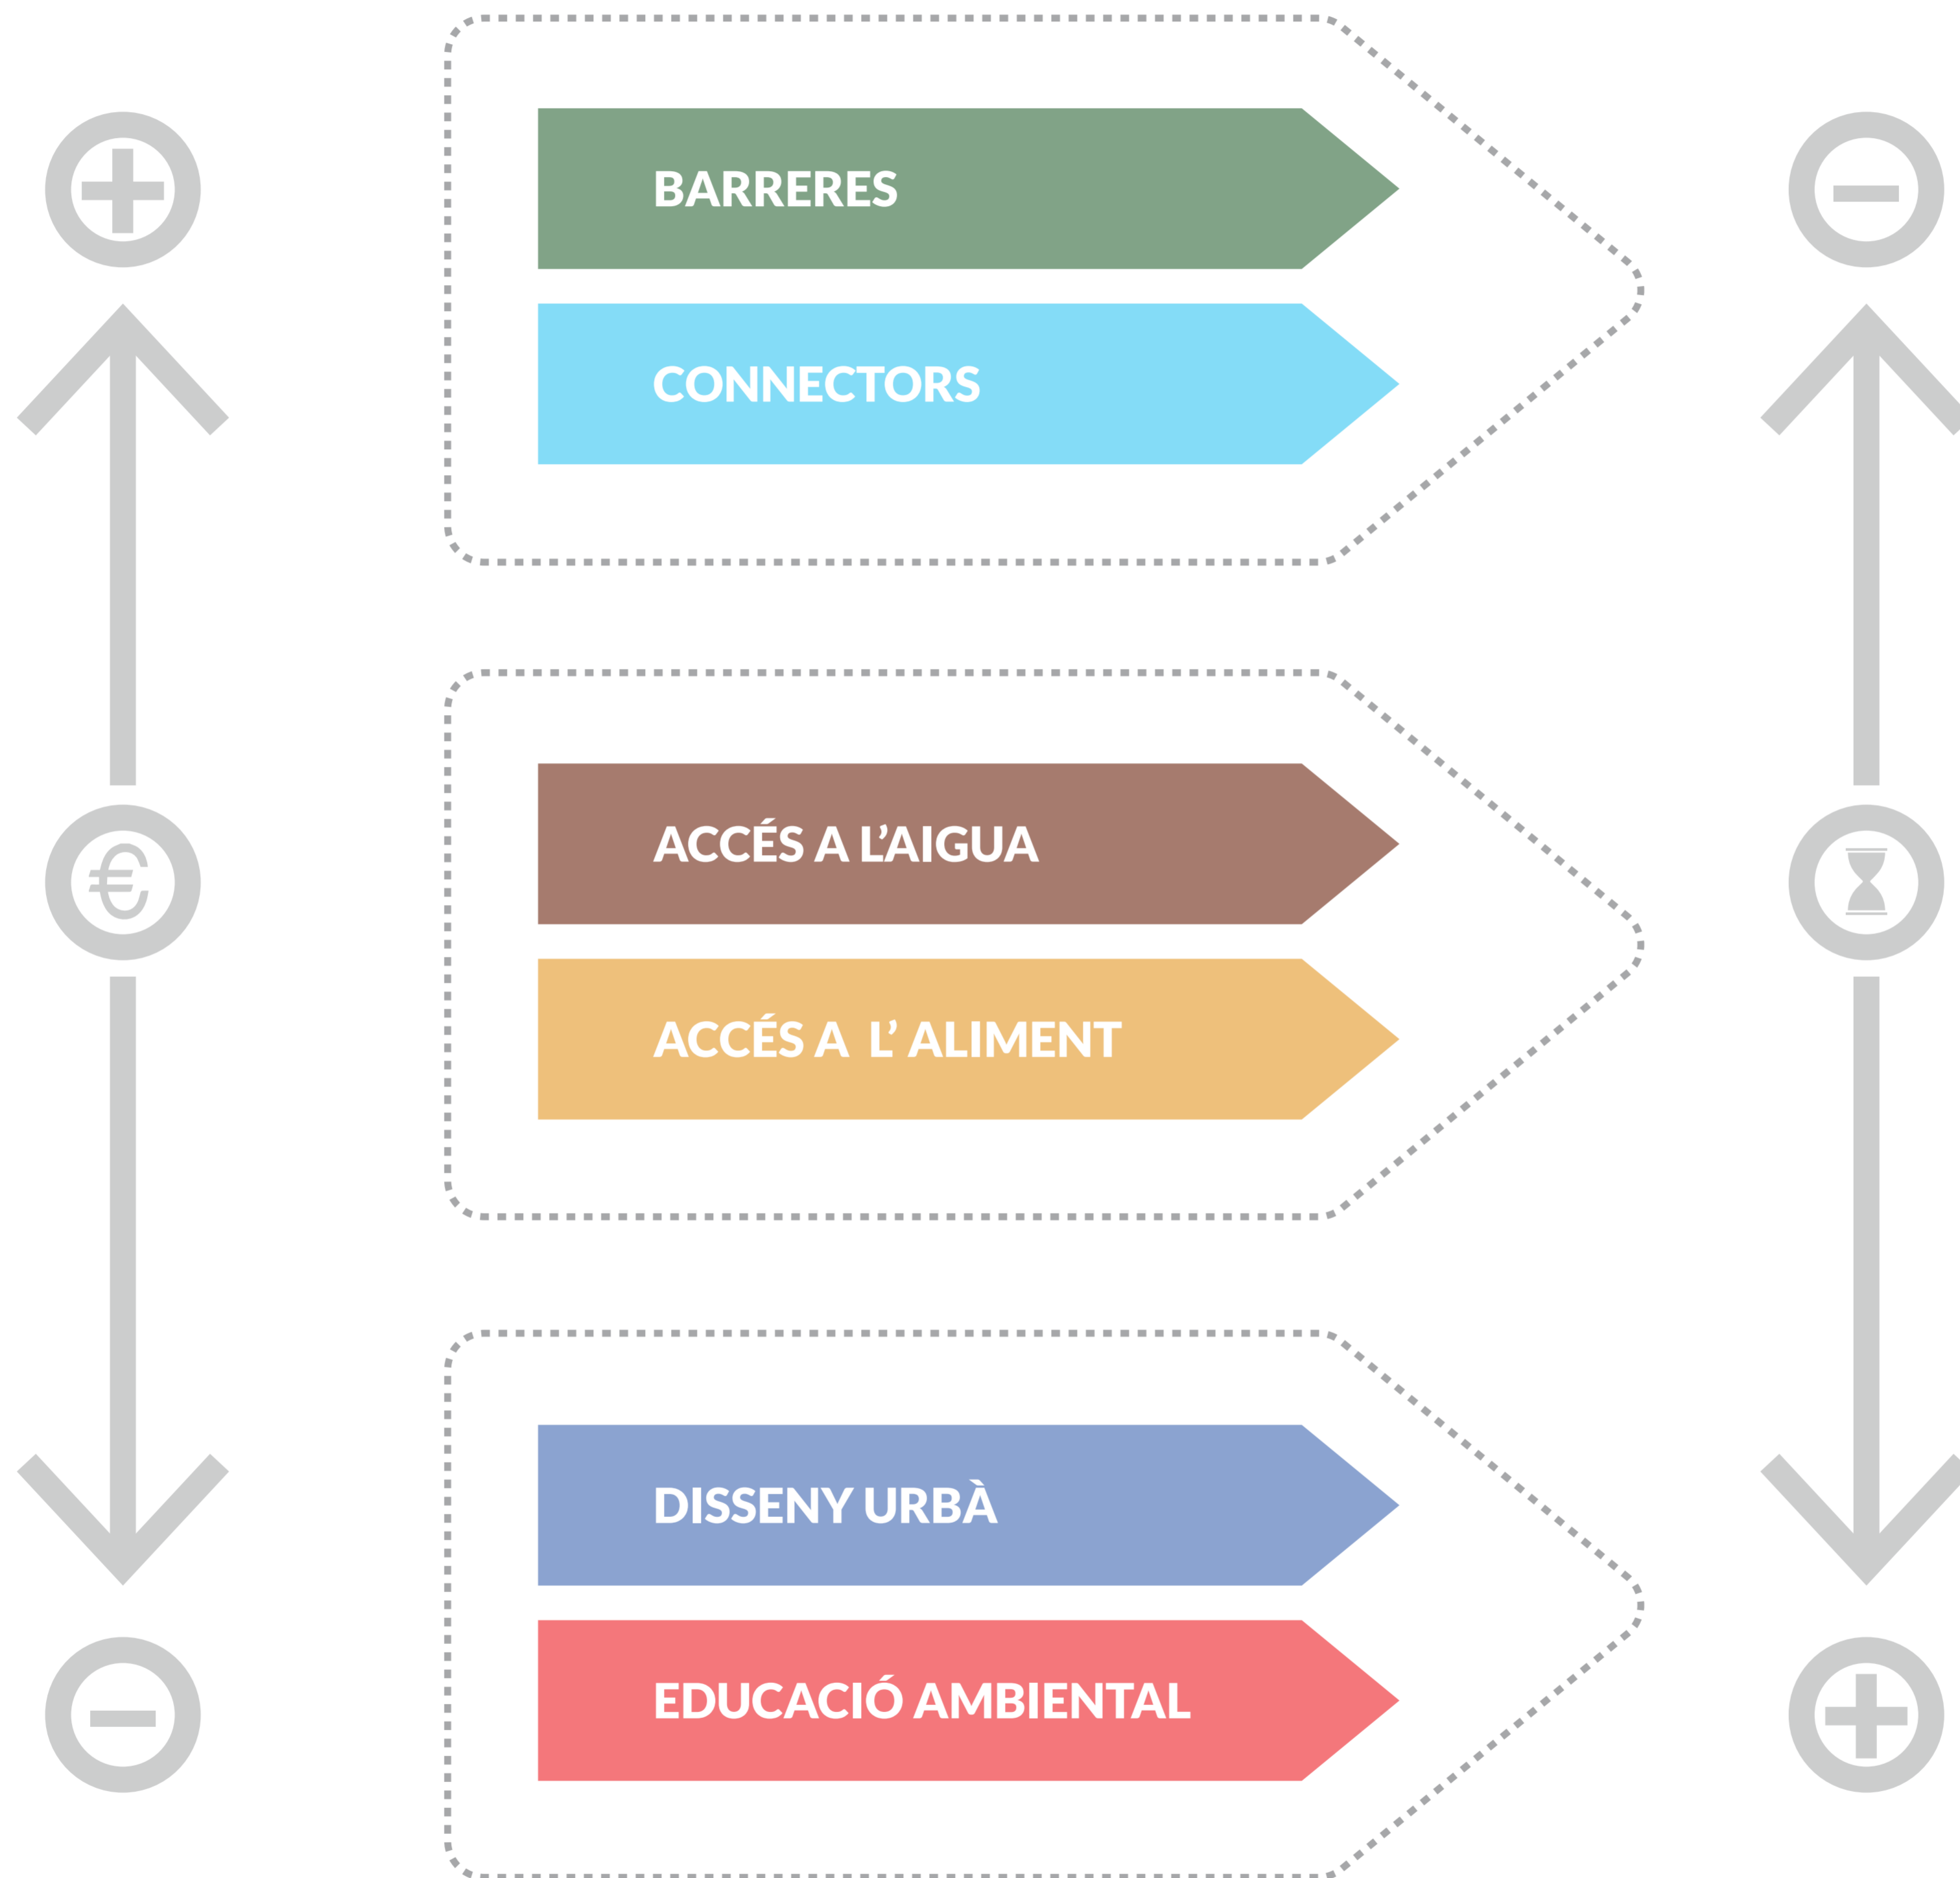 BARRERES
CONNECTORS
€
ACCÉS A L'AIGUA
ACCÉS A L'ALIMENT
DISSENY URBÀ
EDUCACIÓ AMBIENTAL